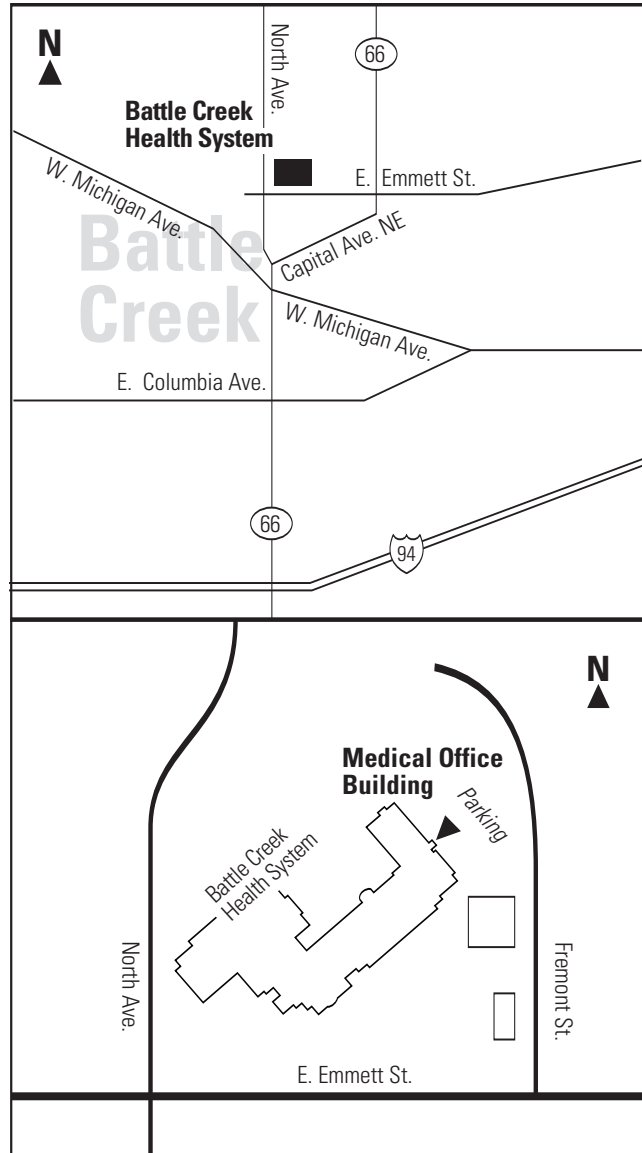 N
North Ave.
66
Battle Creek
Health System
E. Emmett St.
W. Michigan Ave.
Battle
Creek
Capital Ave. NE
W. Michigan Ave.
E. Columbia Ave.
66
94
N
Medical Office
Building
Parking
Battle Creek
Health System
North Ave.
Fremont St.
E. Emmett St.